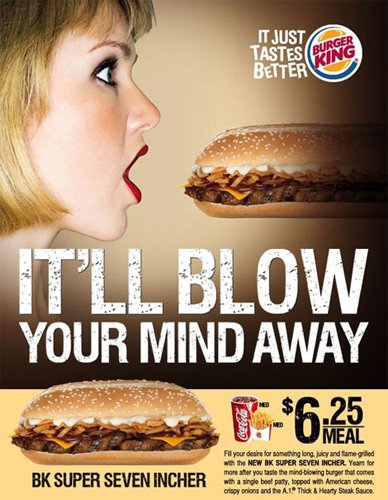 IT JUST
TASTES
BETTER
BURGER
KING
IT'LL BLOW
YOUR MIND AWAY
BK SUPER SEVEN INCHER
Coca-Cola
MED
MED
$6.25
MEAL
Fill your desire for something long, juicy and flame-grilled
with the NEW BK SUPER SEVEN INCHER. Yearn for
more after you taste the mind-blowing burger that comes
with a single beef patty, topped with American cheese,
crispy onions and the A.1.® Thick & Hearty Steak Sauce.